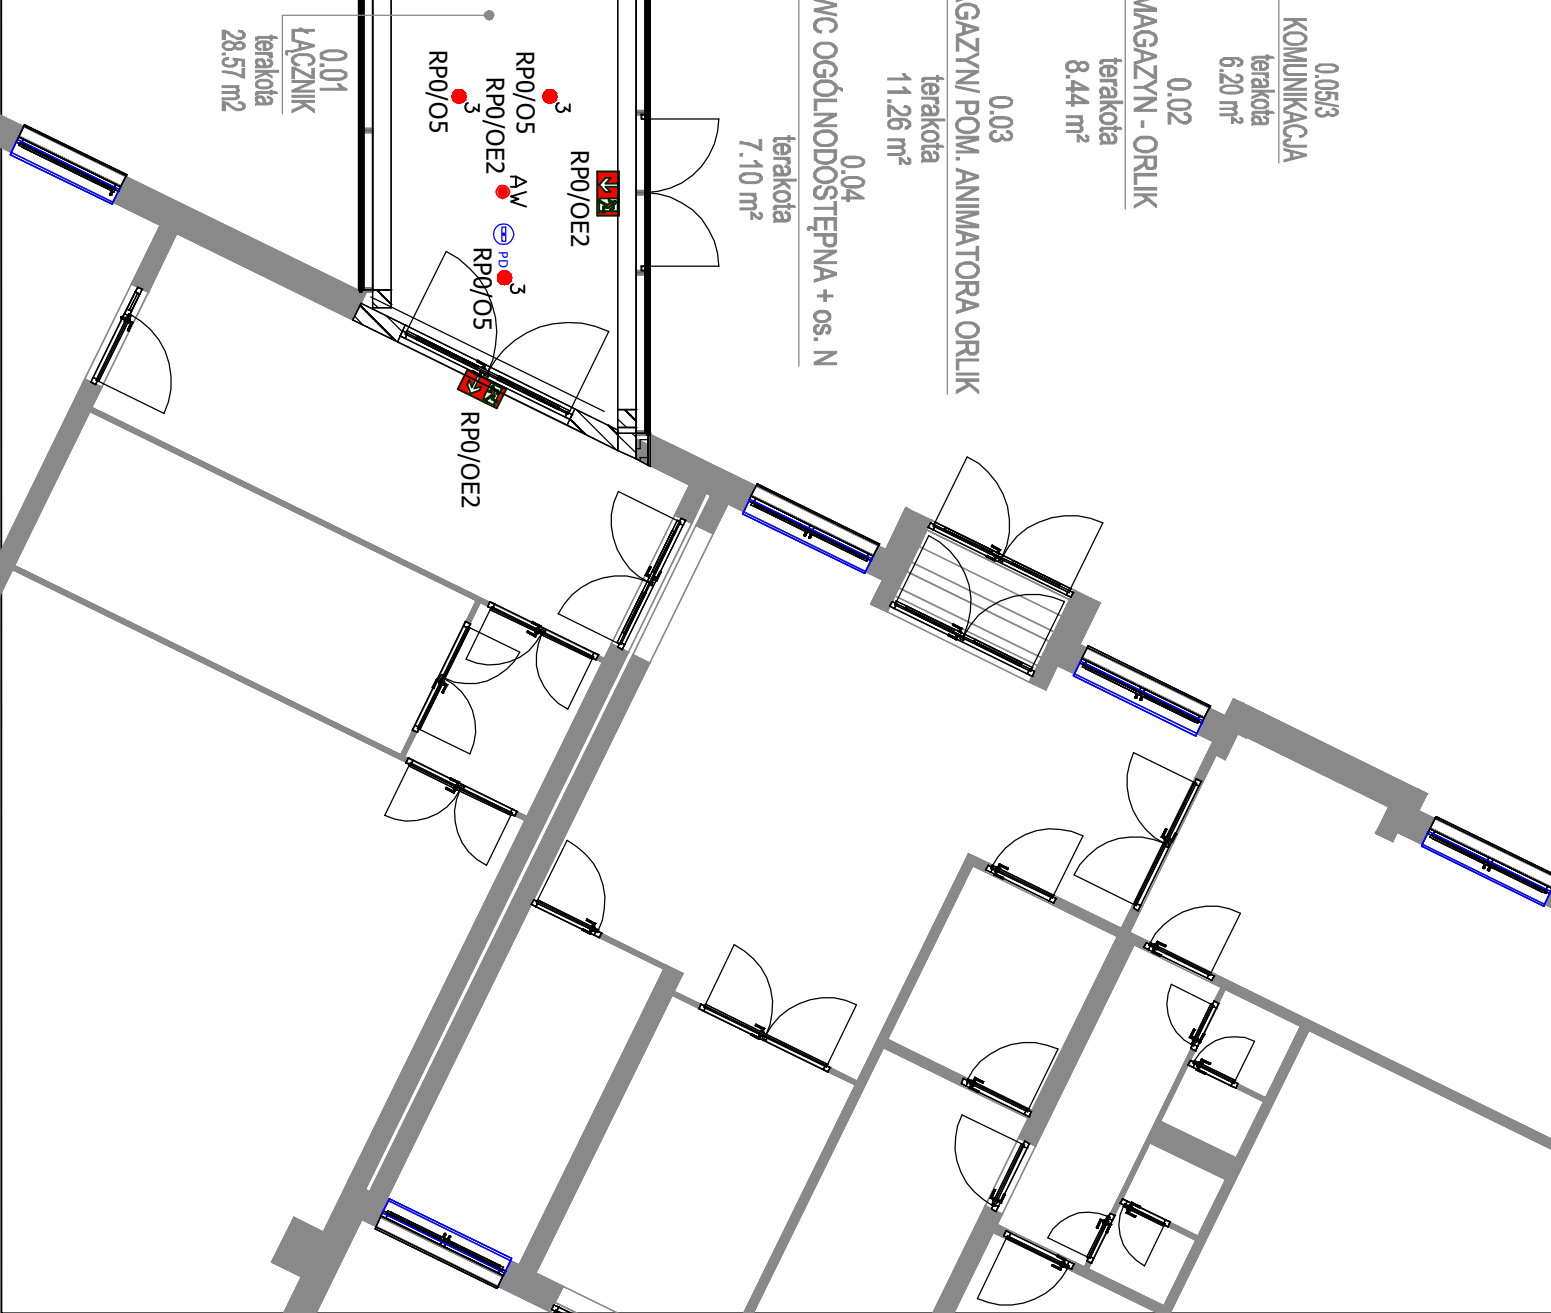 0.05/3
KOMUNIKACJA
terakota
6.20 m²
0.02
MAGAZYN - ORLIK
terakota
8.44 m²
0.03
AGAZYN/ POM. ANIMATORA ORLIK
terakota
11.26 m²
0.04
WC OGÓLNODOSTĘPNA + os. N
terakota
7.10 m²
0.01
ŁĄCZNIK
terakota
28.57 m2
RP0/OE2
3
RP0/O5
RP0/OE2
3
RP0/O5
AW
PD
3
RP0/O5
RP0/OE2